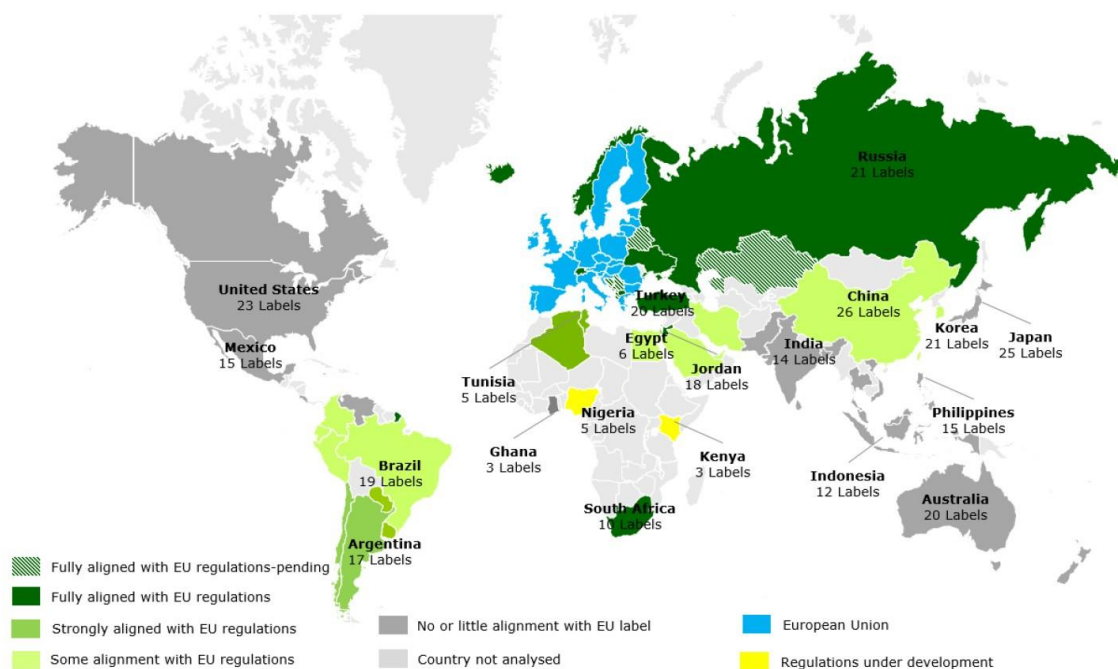 Russia
21 Labels
United States
23 Labels
Turkey
20 Labels
China
26 Labels
Mexico
15 Labels
Egypt
6 Labels
India
14 Labels
Korea
21 Labels
Japan
25 Labels
Jordan
18 Labels
Tunisia
5 Labels
Nigeria
5 Labels
Philippines
15 Labels
Ghana
3 Labels
Kenya
3 Labels
Brazil
19 Labels
Indonesia
12 Labels
Australia
20 Labels
South Africa
10 Labels
Argentina
17 Labels
Fully aligned with EU regulations-pending
Fully aligned with EU regulations
Strongly aligned with EU regulations
Some alignment with EU regulations
No or little alignment with EU label
Country not analysed
European Union
Regulations under development